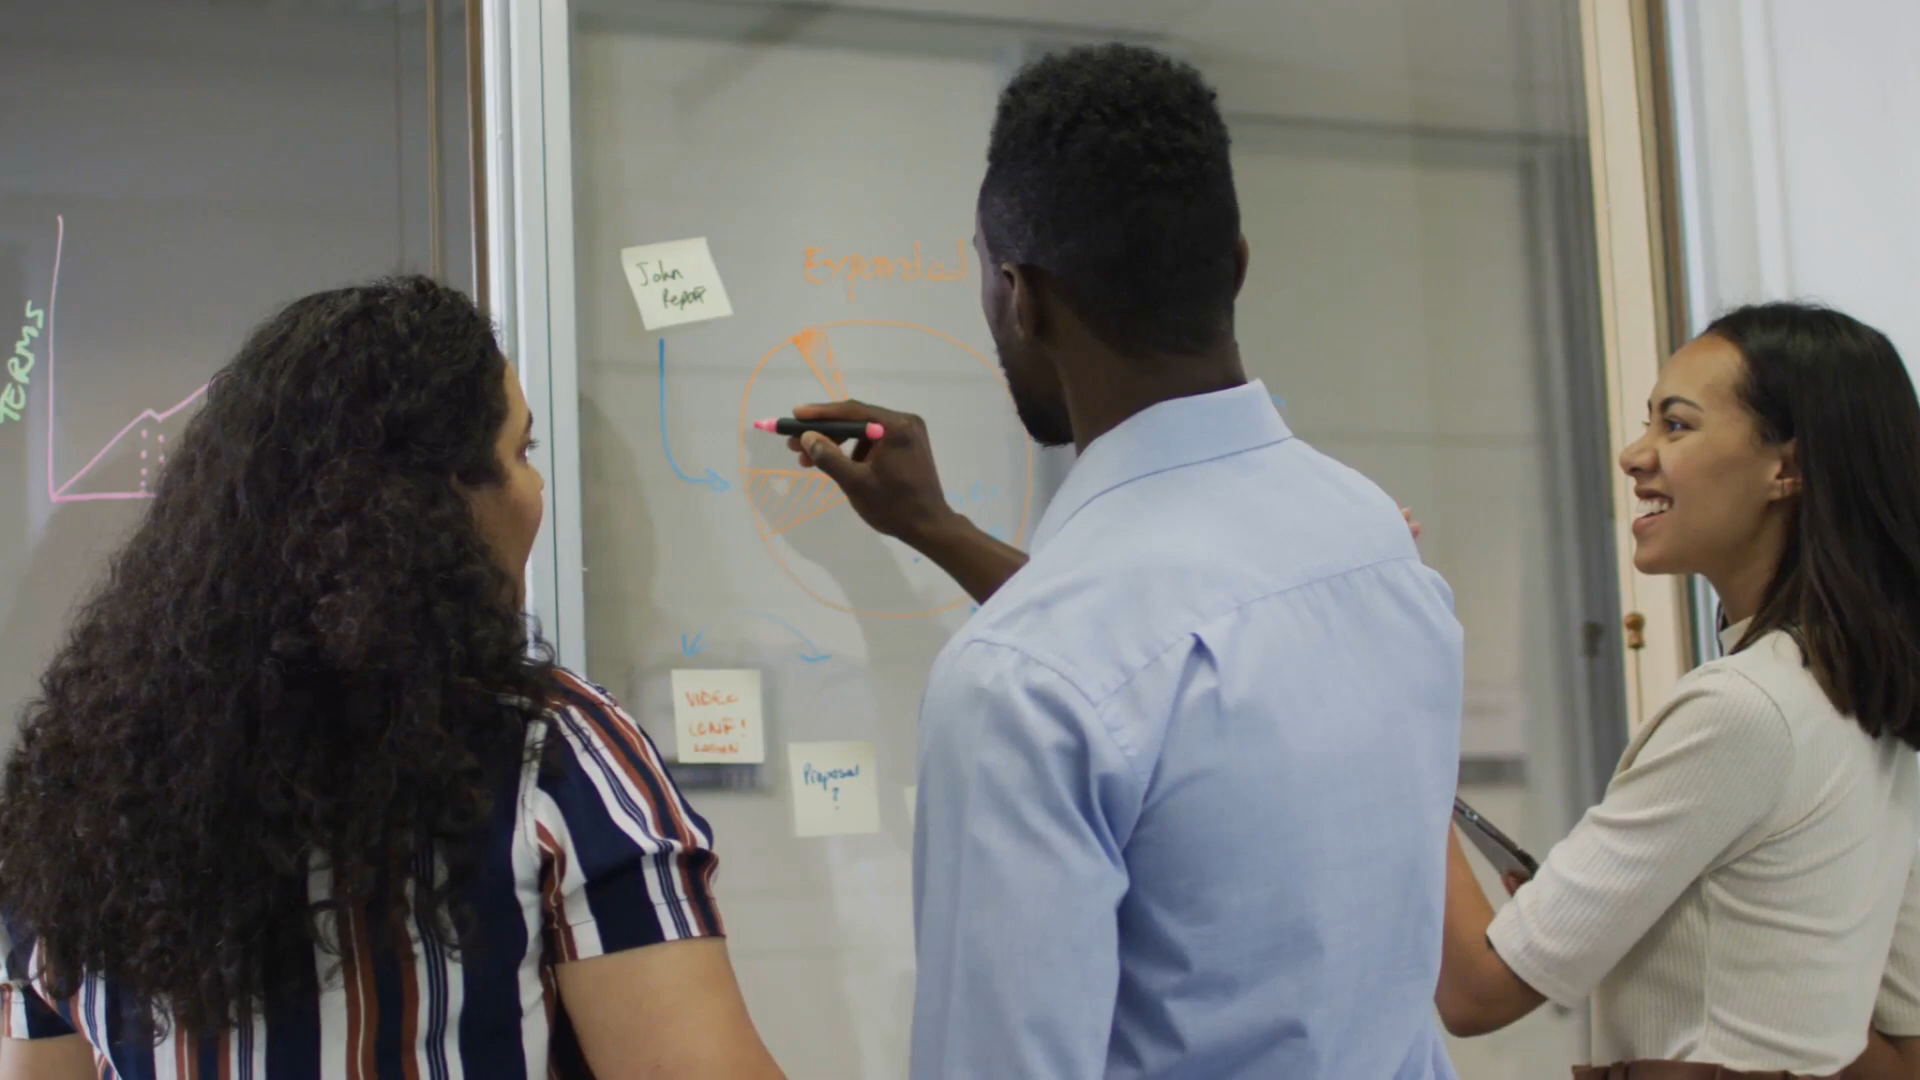 TERMS
John
Report
Expanded
VIDEO
CONF!
Proposal
?